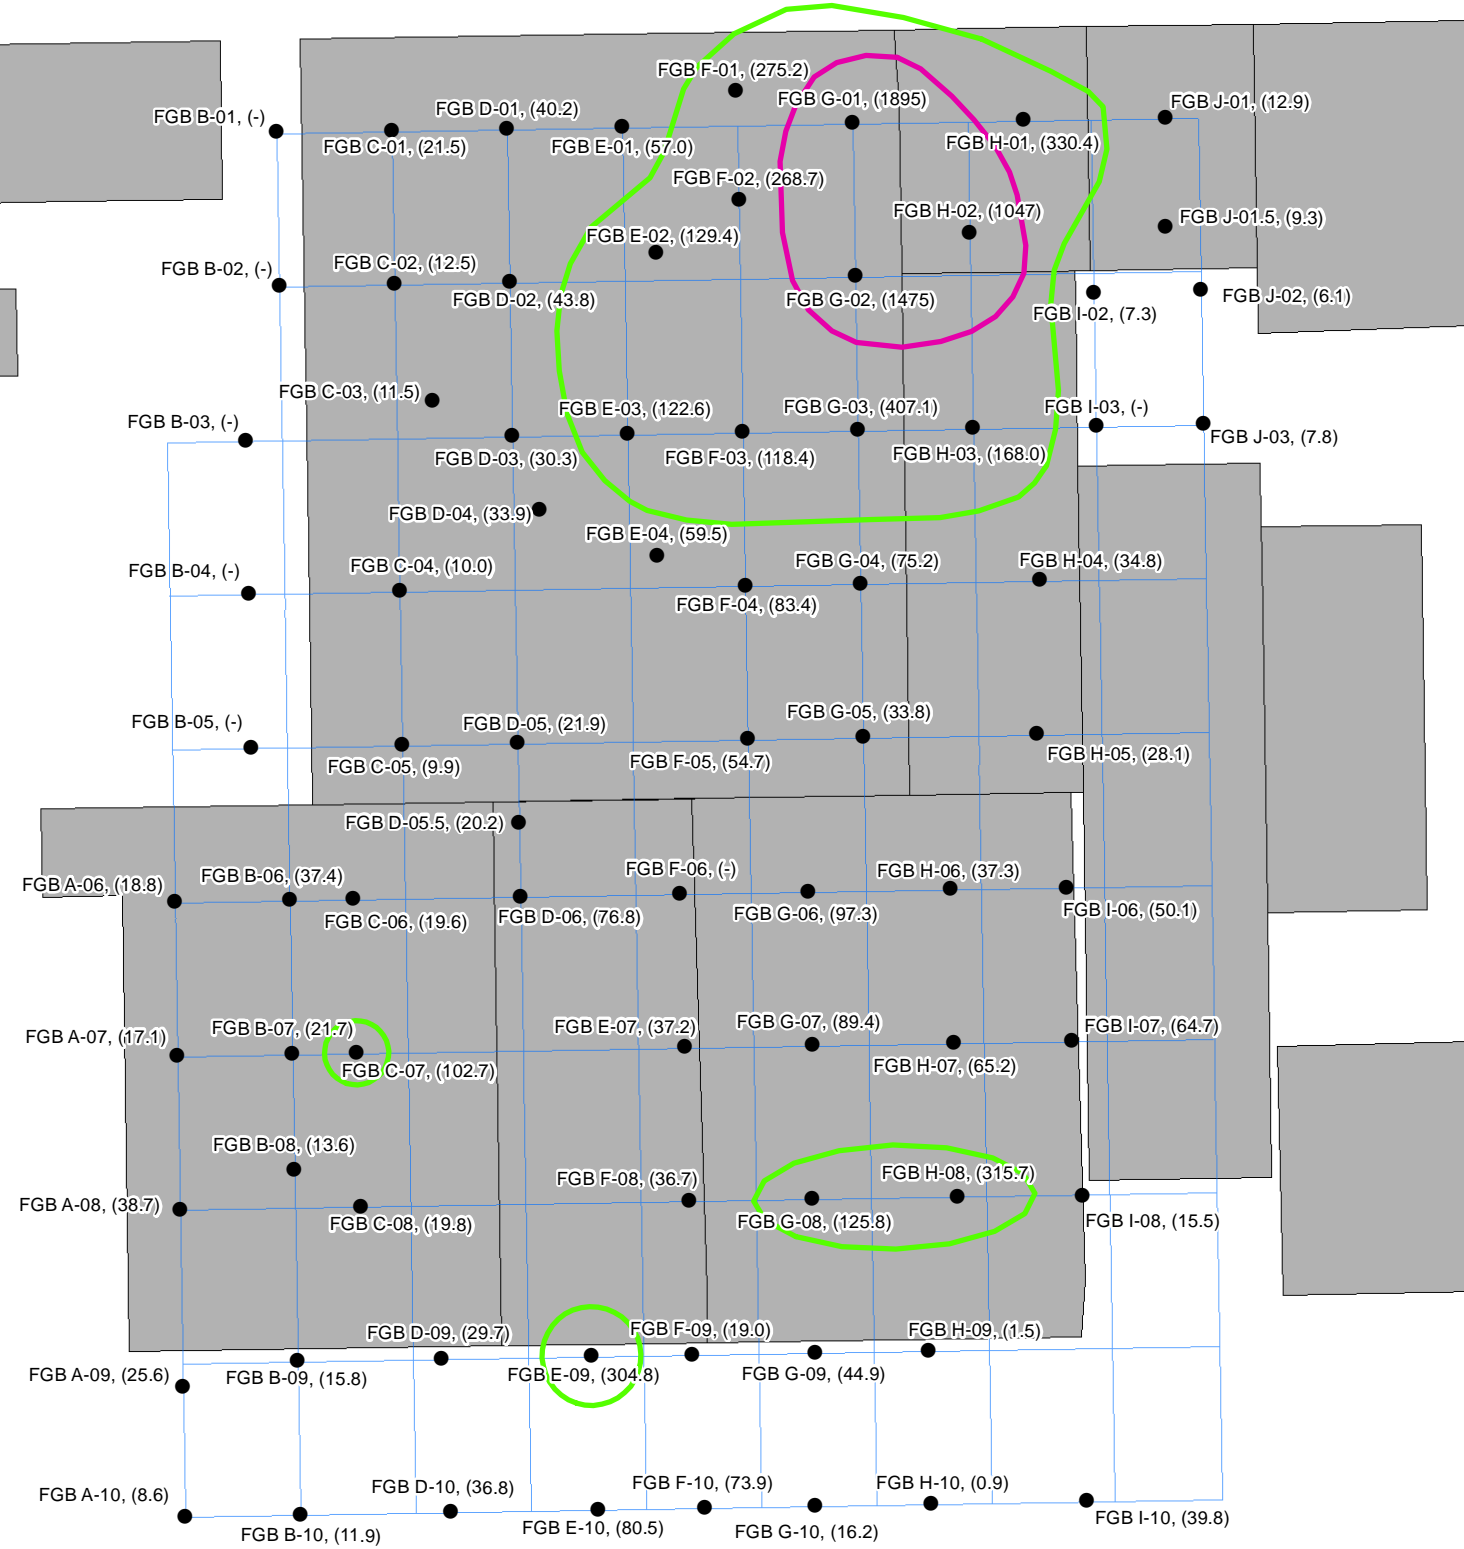 FGB F-01, (275.2)
FGB G-01, (1895)
FGB J-01, (12.9)
FGB D-01, (40.2)
FGB B-01, (-)
FGB C-01, (21.5)
FGB E-01, (57.0)
FGB H-01, (330.4)
FGB F-02, (268.7)
FGB H-02, (1047)
FGB J-01.5, (9.3)
FGB E-02, (129.4)
FGB C-02, (12.5)
FGB B-02, (-)
FGB D-02, (43.8)
FGB G-02, (1475)
FGB J-02, (6.1)
FGB I-02, (7.3)
FGB C-03, (11.5)
FGB E-03, (122.6)
FGB G-03, (407.1)
FGB I-03, (-)
FGB B-03, (-)
FGB J-03, (7.8)
FGB D-03, (30.3)
FGB F-03, (118.4)
FGB H-03, (168.0)
FGB D-04, (33.9)
FGB E-04, (59.5)
FGB B-04, (-)
FGB C-04, (10.0)
FGB G-04, (75.2)
FGB H-04, (34.8)
FGB F-04, (83.4)
FGB B-05, (-)
FGB D-05, (21.9)
FGB G-05, (33.8)
FGB C-05, (9.9)
FGB F-05, (54.7)
FGB H-05, (28.1)
FGB D-05.5, (20.2)
FGB A-06, (18.8)
FGB B-06, (37.4)
FGB F-06, (-)
FGB H-06, (37.3)
FGB C-06, (19.6)
FGB D-06, (76.8)
FGB G-06, (97.3)
FGB I-06, (50.1)
FGB A-07, (17.1)
FGB B-07, (21.7)
FGB E-07, (37.2)
FGB G-07, (89.4)
FGB I-07, (64.7)
FGB C-07, (102.7)
FGB H-07, (65.2)
FGB B-08, (13.6)
FGB F-08, (36.7)
FGB H-08, (315.7)
FGB A-08, (38.7)
FGB C-08, (19.8)
FGB G-08, (125.8)
FGB I-08, (15.5)
FGB D-09, (29.7)
FGB F-09, (19.0)
FGB H-09, (1.5)
FGB A-09, (25.6)
FGB B-09, (15.8)
FGB E-09, (304.8)
FGB G-09, (44.9)
FGB A-10, (8.6)
FGB D-10, (36.8)
FGB F-10, (73.9)
FGB H-10, (0.9)
FGB B-10, (11.9)
FGB E-10, (80.5)
FGB G-10, (16.2)
FGB I-10, (39.8)